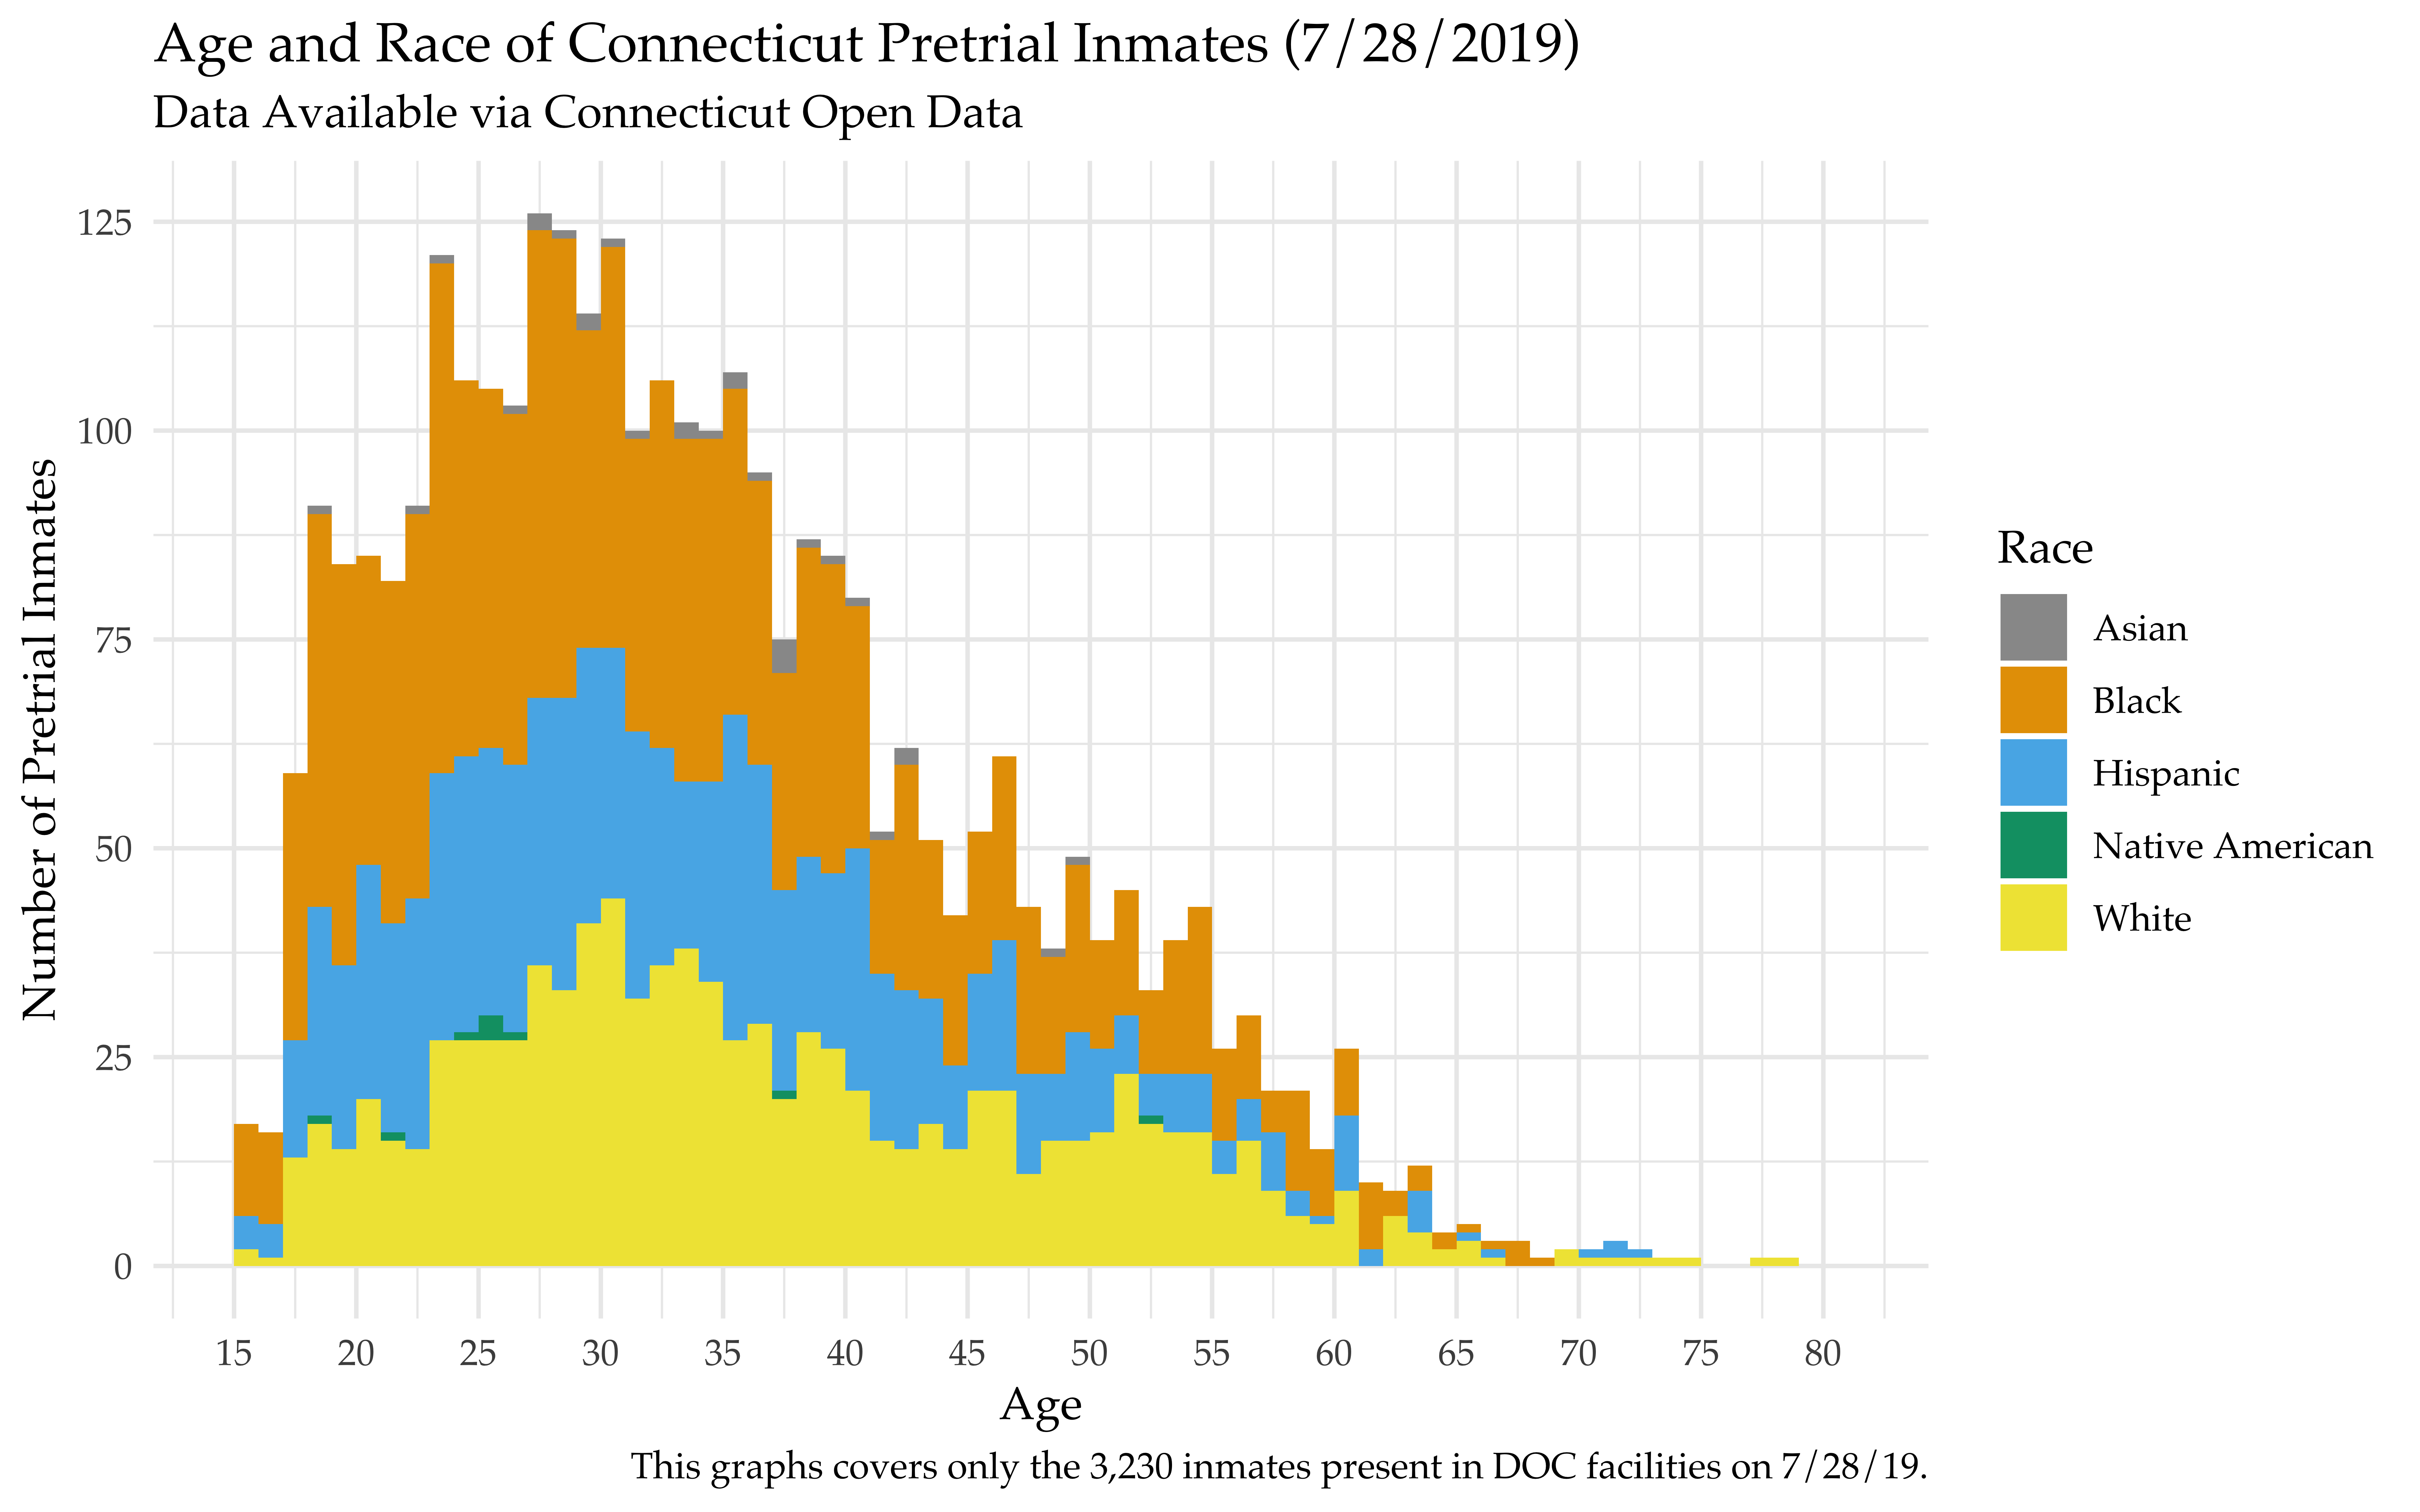 Age and Race of Connecticut Pretrial Inmates (7/28/2019)
Data Available via Connecticut Open Data
Number of Pretrial Inmates
125
100
75
50
25
0
15 20 25 30 35 40 45 50 55 60 65 70 75 80
Age
Race
Asian
Black
Hispanic
Native American
White
This graphs covers only the 3,230 inmates present in DOC facilities on 7/28/19.